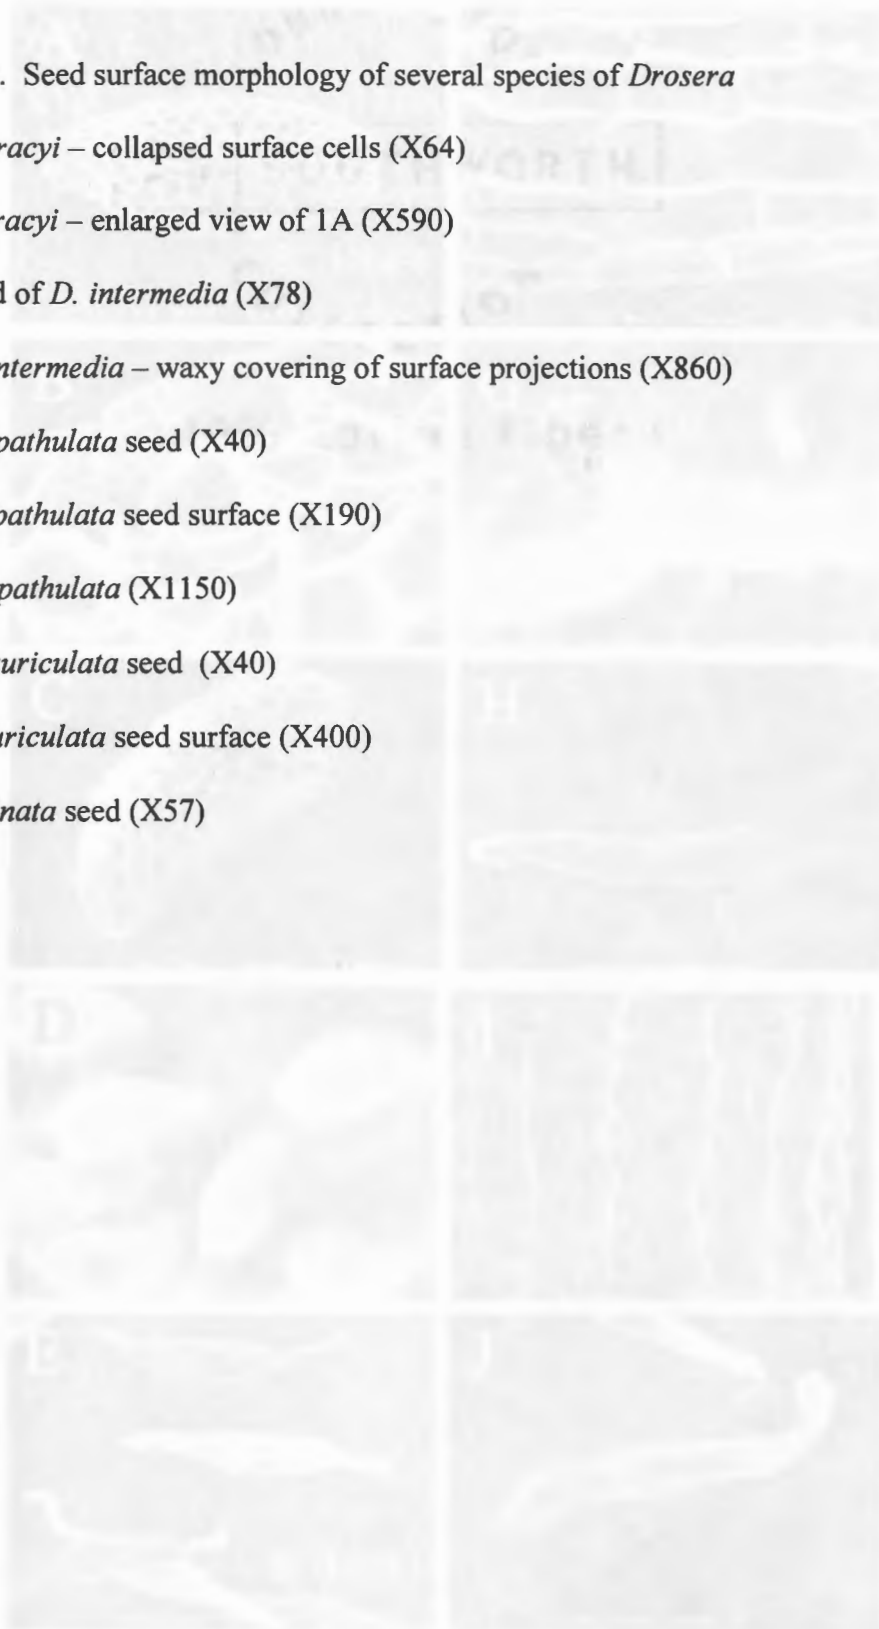 . Seed surface morphology of several species of Drosera
racyi – collapsed surface cells (X64)
racyi – enlarged view of 1A (X590)
d of D. intermedia (X78)
ntermedia – waxy covering of surface projections (X860)
pathulata seed (X40)
pathulata seed surface (X190)
pathulata (X1150)
uriculata seed (X40)
uriculata seed surface (X400)
nata seed (X57)
C
H
D
I
E
J